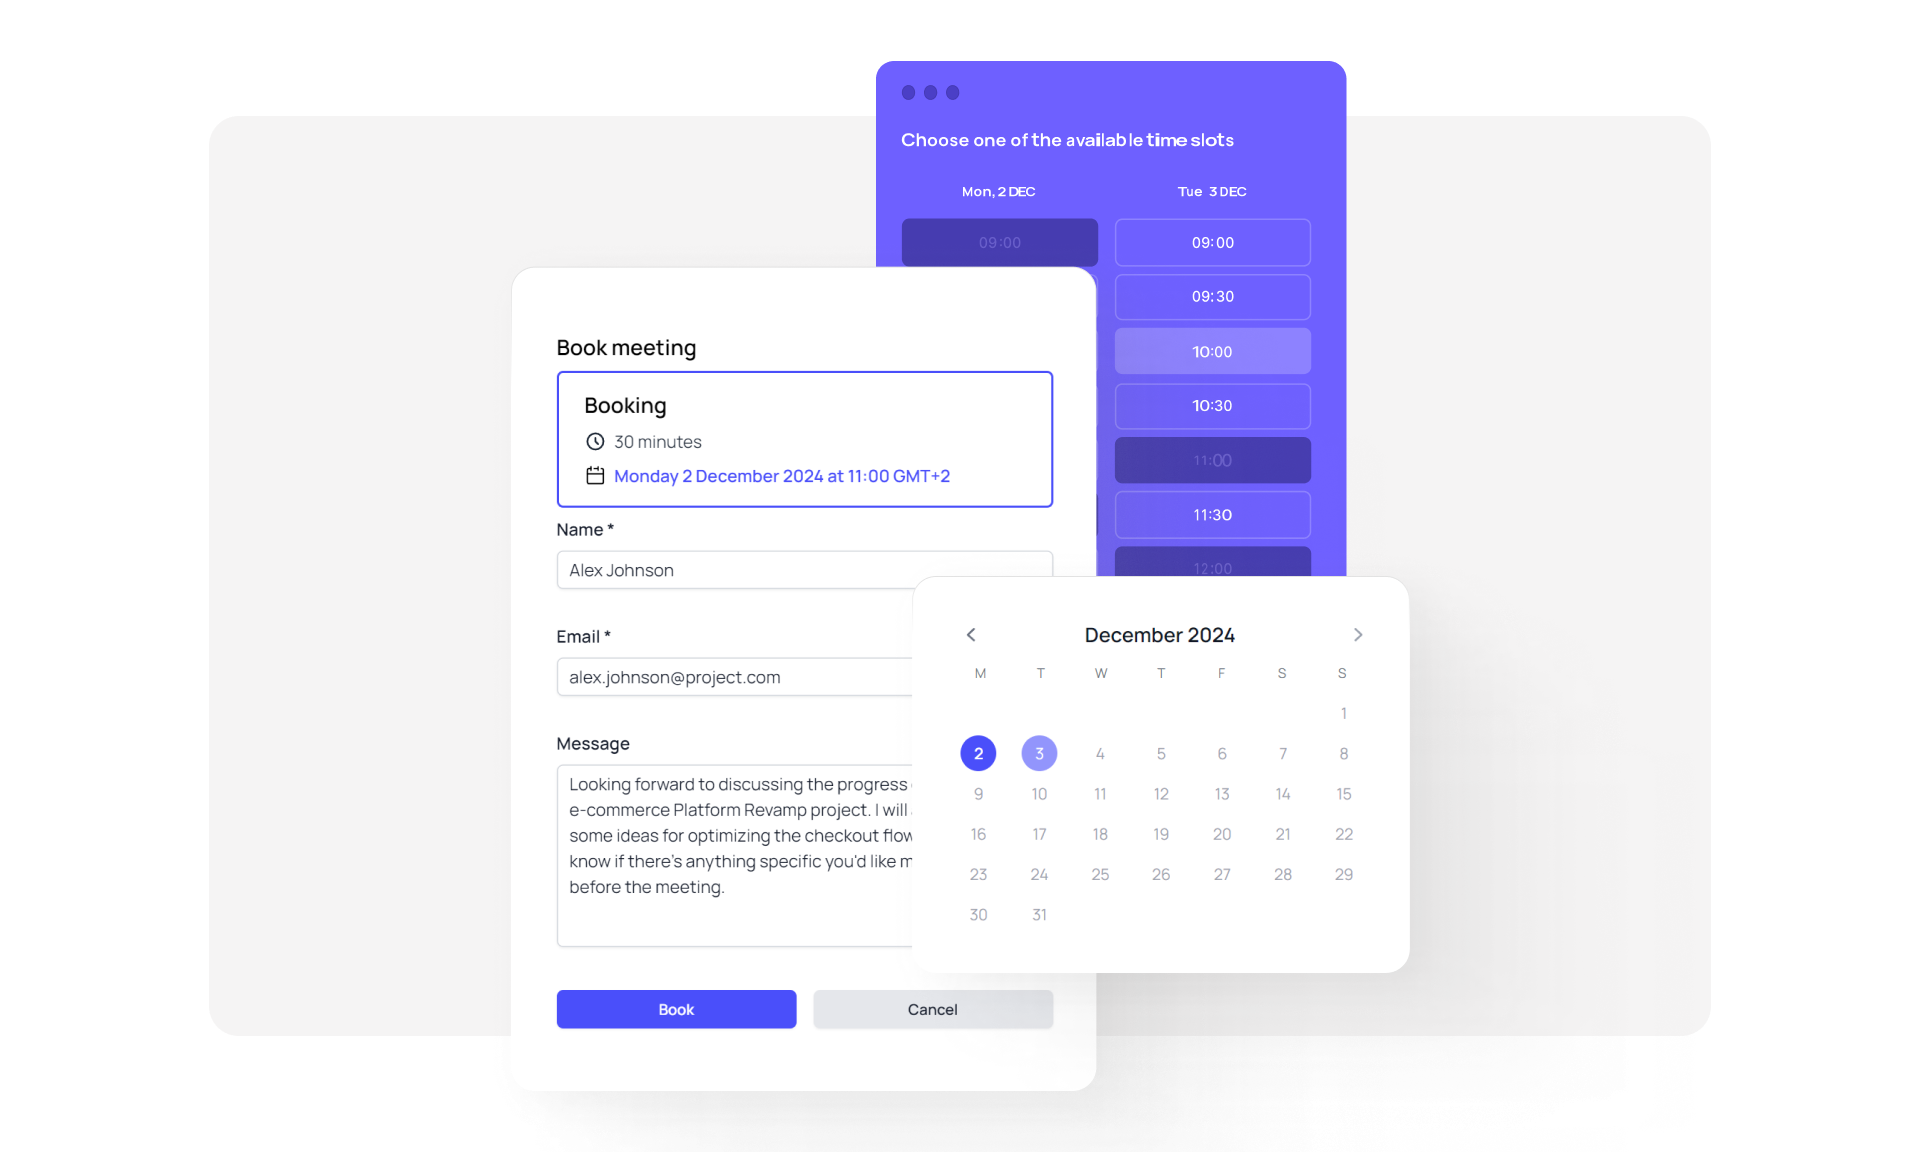 Choose one of the available time slots
Mon, 2 DEC
Tue 3 DEC
09:00
09:00
09:30
10:00
10:30
11:00
11:30
12:00
Book meeting
Booking
30 minutes
Monday 2 December 2024 at 11:00 GMT+2
Name *
Alex Johnson
Email *
alex.johnson@project.com
Message
Looking forward to discussing the progress
e-commerce Platform Revamp project. I will
some ideas for optimizing the checkout flow
know if there's anything specific you'd like
before the meeting.
Book
Cancel
December 2024
M T W T F S S
1
2 3 4 5 6 7 8
9 10 11 12 13 14 15
16 17 18 19 20 21 22
23 24 25 26 27 28 29
30 31